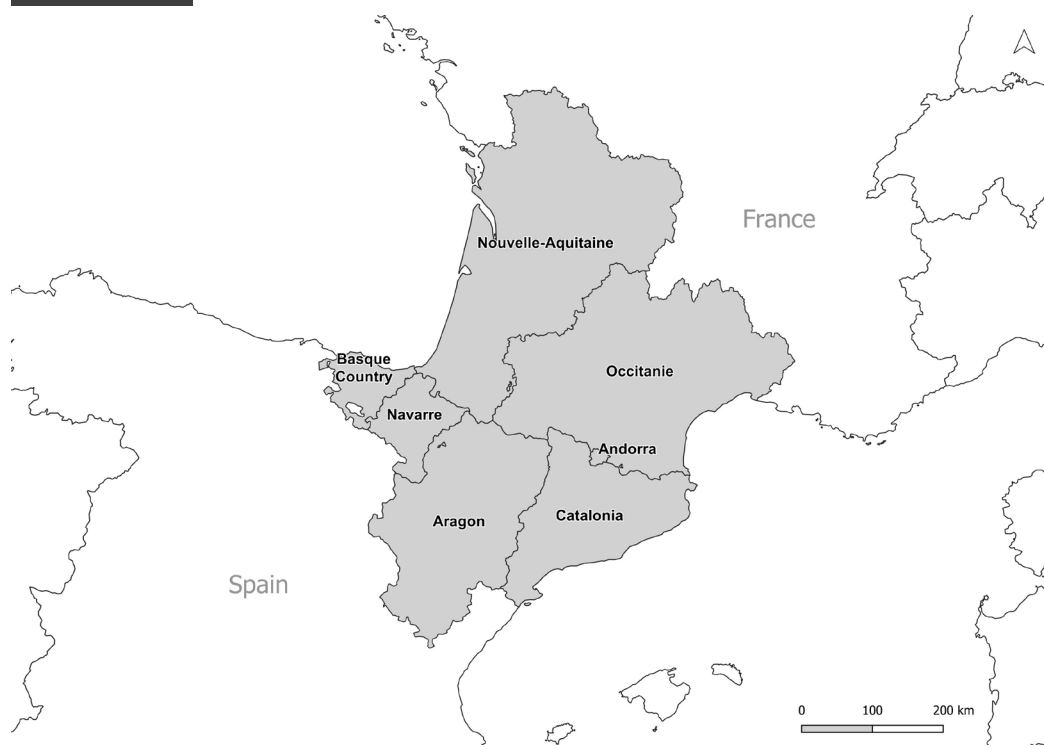 France
Nouvelle-Aquitaine
Basque
Country
Occitanie
Navarre
Andorra
Catalonia
Aragon
Spain
0 100 200 km